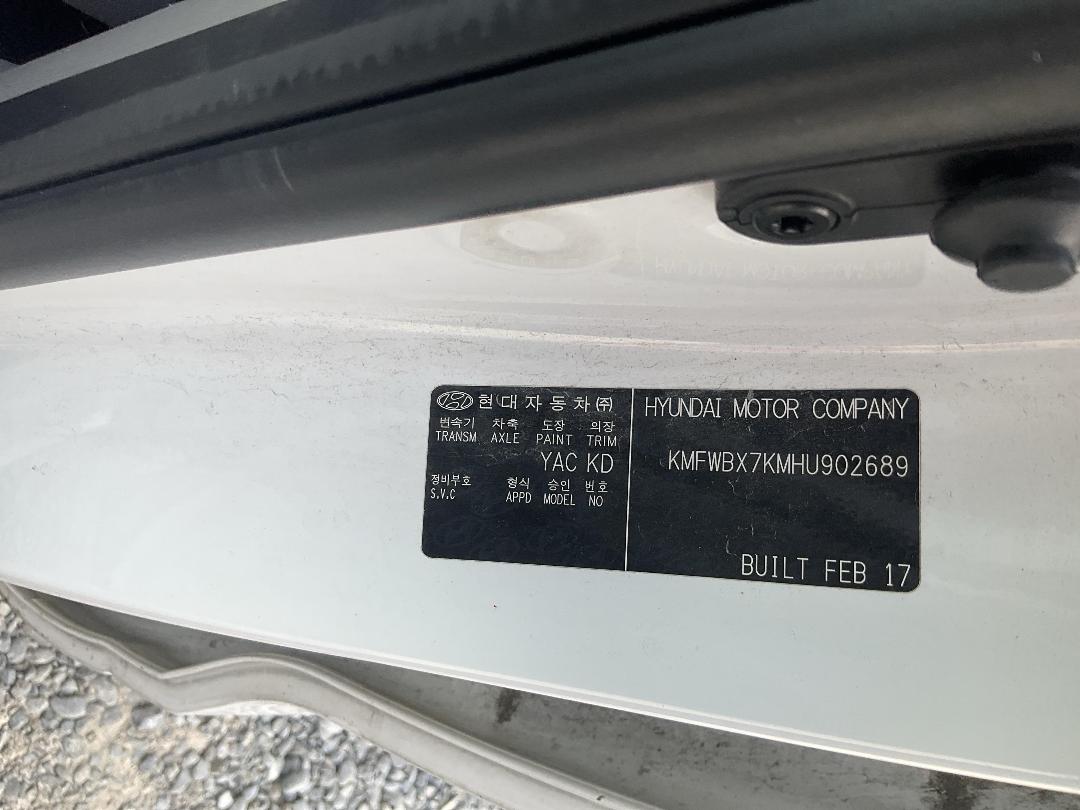 현대자동차㈜
변속기 차축 도장 의장
TRANSM AXLE PAINT TRIM
YAC KD
정비부호 형식 승인 번호
S.V.C APPD MODEL NO
HYUNDAI MOTOR COMPANY
KMFWBX7KMHU902689
BUILT FEB 17